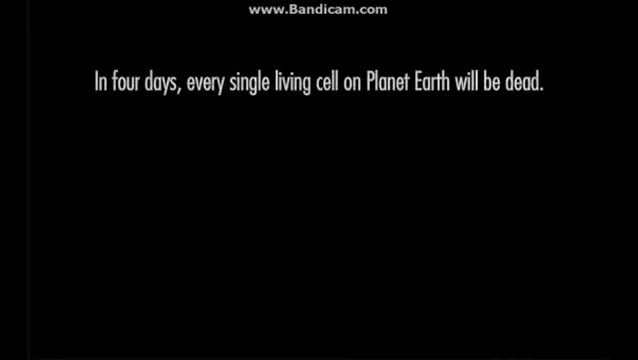 www.Bandicam.com
In four days, every single living cell on Planet Earth will be dead.